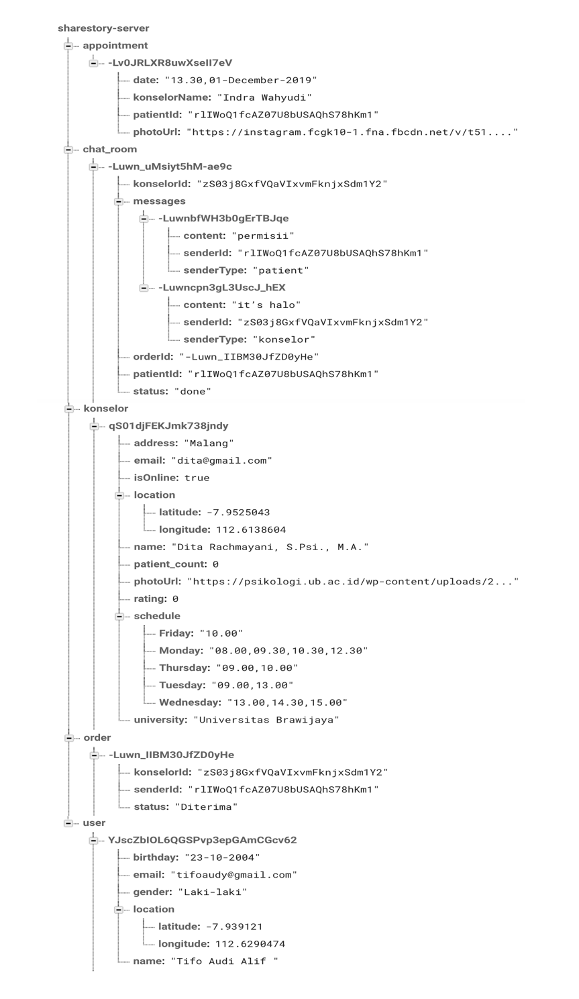 sharestory-server
appointment
-Lv0JRLXR8uwXseII7eV
date: "13.30,01-December-2019"
konselorName: "Indra Wahyudi"
patientId: "rlIWoQ1fcAZ07U8bUSAQhS78hKm1"
photoUrl: "https://instagram.fcgk10-1.fna.fbcdn.net/v/t51...."
chat_room
-Luwn_uMsiyt5hM-ae9c
konselorId: "zS03j8GxfVQaVIxvmFknjxSdm1Y2"
messages
-LuwnbfWH3b0gErTBJqe
content: "permisii"
senderId: "rlIWoQ1fcAZ07U8bUSAQhS78hKm1"
senderType: "patient"
-Luwncpn3gL3UscJ_hEX
content: "it’s halo"
senderId: "zS03j8GxfVQaVIxvmFknjxSdm1Y2"
senderType: "konselor"
orderId: "-Luwn_IIBM30JfZD0yHe"
patientId: "rlIWoQ1fcAZ07U8bUSAQhS78hKm1"
status: "done"
konselor
qS01djFEKJmk738jndy
address: "Malang"
email: "dita@gmail.com"
isOnline: true
location
latitude: -7.9525043
longitude: 112.6138604
name: "Dita Rachmayani, S.Psi., M.A."
patient_count: 0
photoUrl: "https://psikologi.ub.ac.id/wp-content/uploads/2..."
rating: 0
schedule
Friday: "10.00"
Monday: "08.00,09.30,10.30,12.30"
Thursday: "09.00,10.00"
Tuesday: "09.00,13.00"
Wednesday: "13.00,14.30,15.00"
university: "Universitas Brawijaya"
order
-Luwn_IIBM30JfZD0yHe
konselorId: "zS03j8GxfVQaVIxvmFknjxSdm1Y2"
senderId: "rlIWoQ1fcAZ07U8bUSAQhS78hKm1"
status: "Diterima"
user
YJscZbIOL6QGSPvp3epGAmCGcv62
birthday: "23-10-2004"
email: "tifoaudy@gmail.com"
gender: "Laki-laki"
location
latitude: -7.939121
longitude: 112.6290474
name: "Tifo Audi Alif "